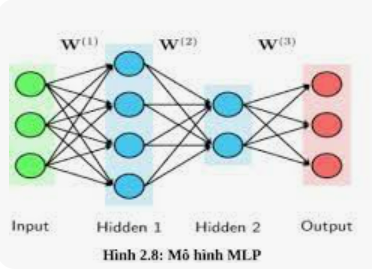 W(1) W(2) W(3)
Input Hidden 1 Hidden 2 Output
Hình 2.8: Mô hình MLP